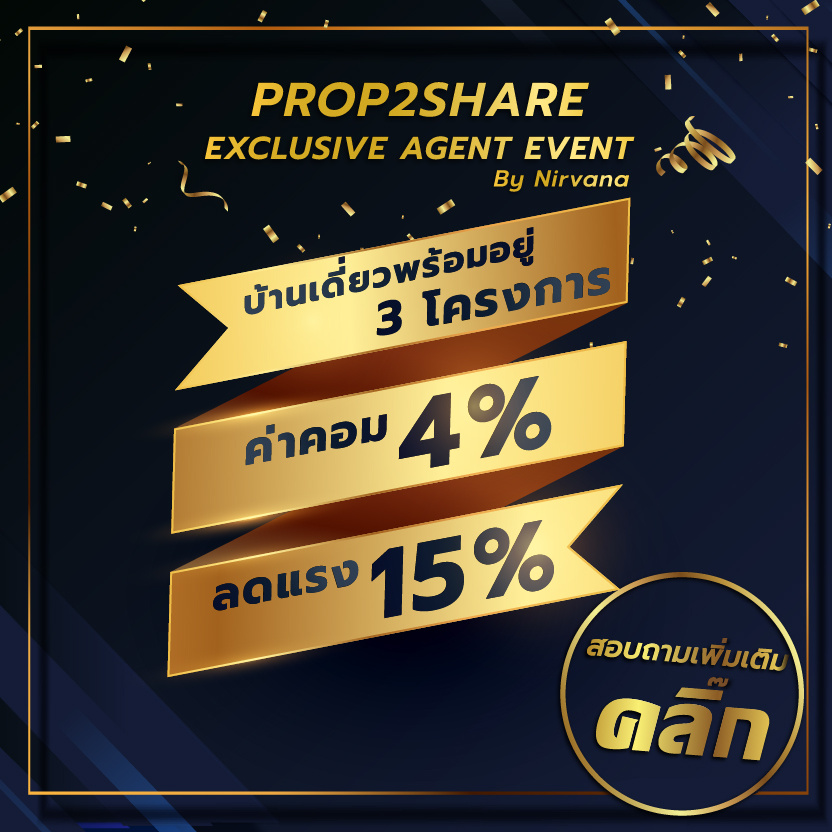 PROP2SHARE
EXCLUSIVE AGENT EVENT
By Nirvana
บ้านเดี่ยวพร้อมอยู่
3 โครงการ
ค่าคอม 4%
ลดแรง 15%
สอบถามเพิ่มเติม
คลิ๊ก